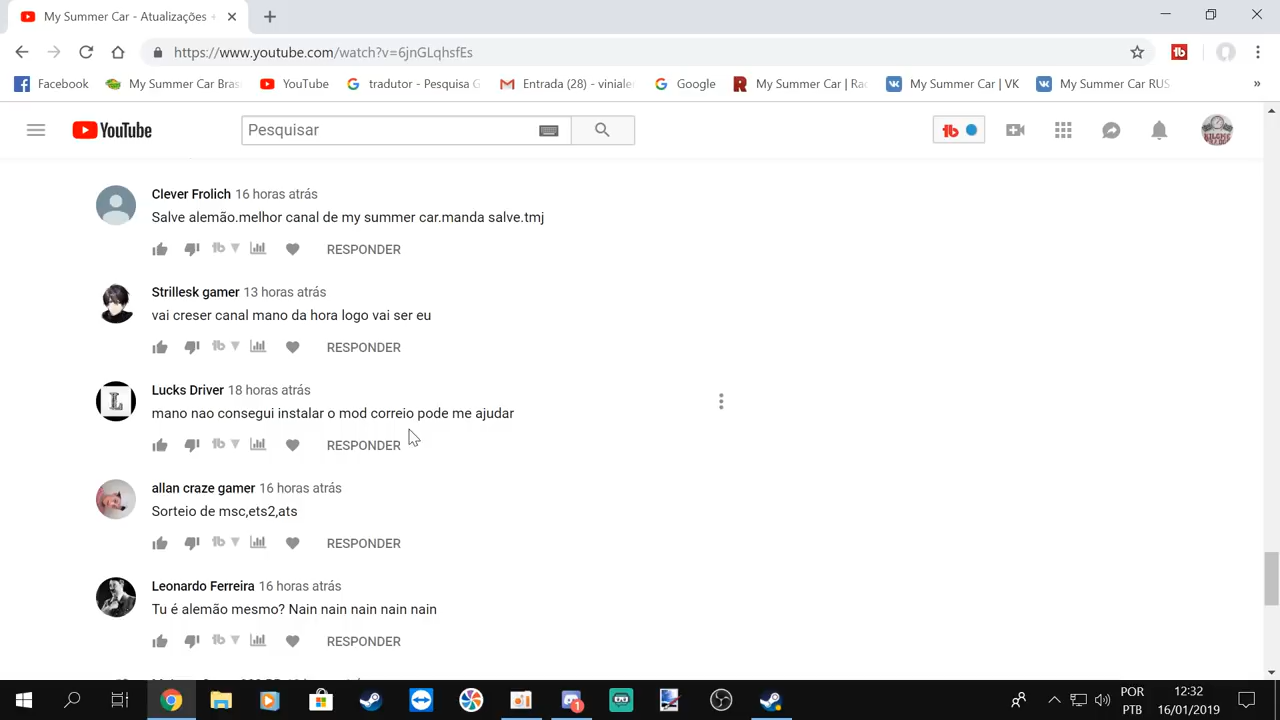 My Summer Car - Atualizações +
https://www.youtube.com/watch?v=6jnGLqhsfEs
Facebook
My Summer Car Bras
YouTube
tradutor - Pesquisa G
Entrada (28) - viniale
Google
My Summer Car | Ra
My Summer Car | VK
My Summer Car RUS
»
YouTube
Pesquisar
tb
Clever Frolich 16 horas atrás
Salve alemão.melhor canal de my summer car.manda salve.tmj
RESPONDER
Strillesk gamer 13 horas atrás
vai creser canal mano da hora logo vai ser eu
RESPONDER
Lucks Driver 18 horas atrás
mano nao consegui instalar o mod correio pode me ajudar
RESPONDER
allan craze gamer 16 horas atrás
Sorteio de msc,ets2,ats
RESPONDER
Leonardo Ferreira 16 horas atrás
Tu é alemão mesmo? Nain nain nain nain nain
RESPONDER
POR
PTB
12:32
16/01/2019